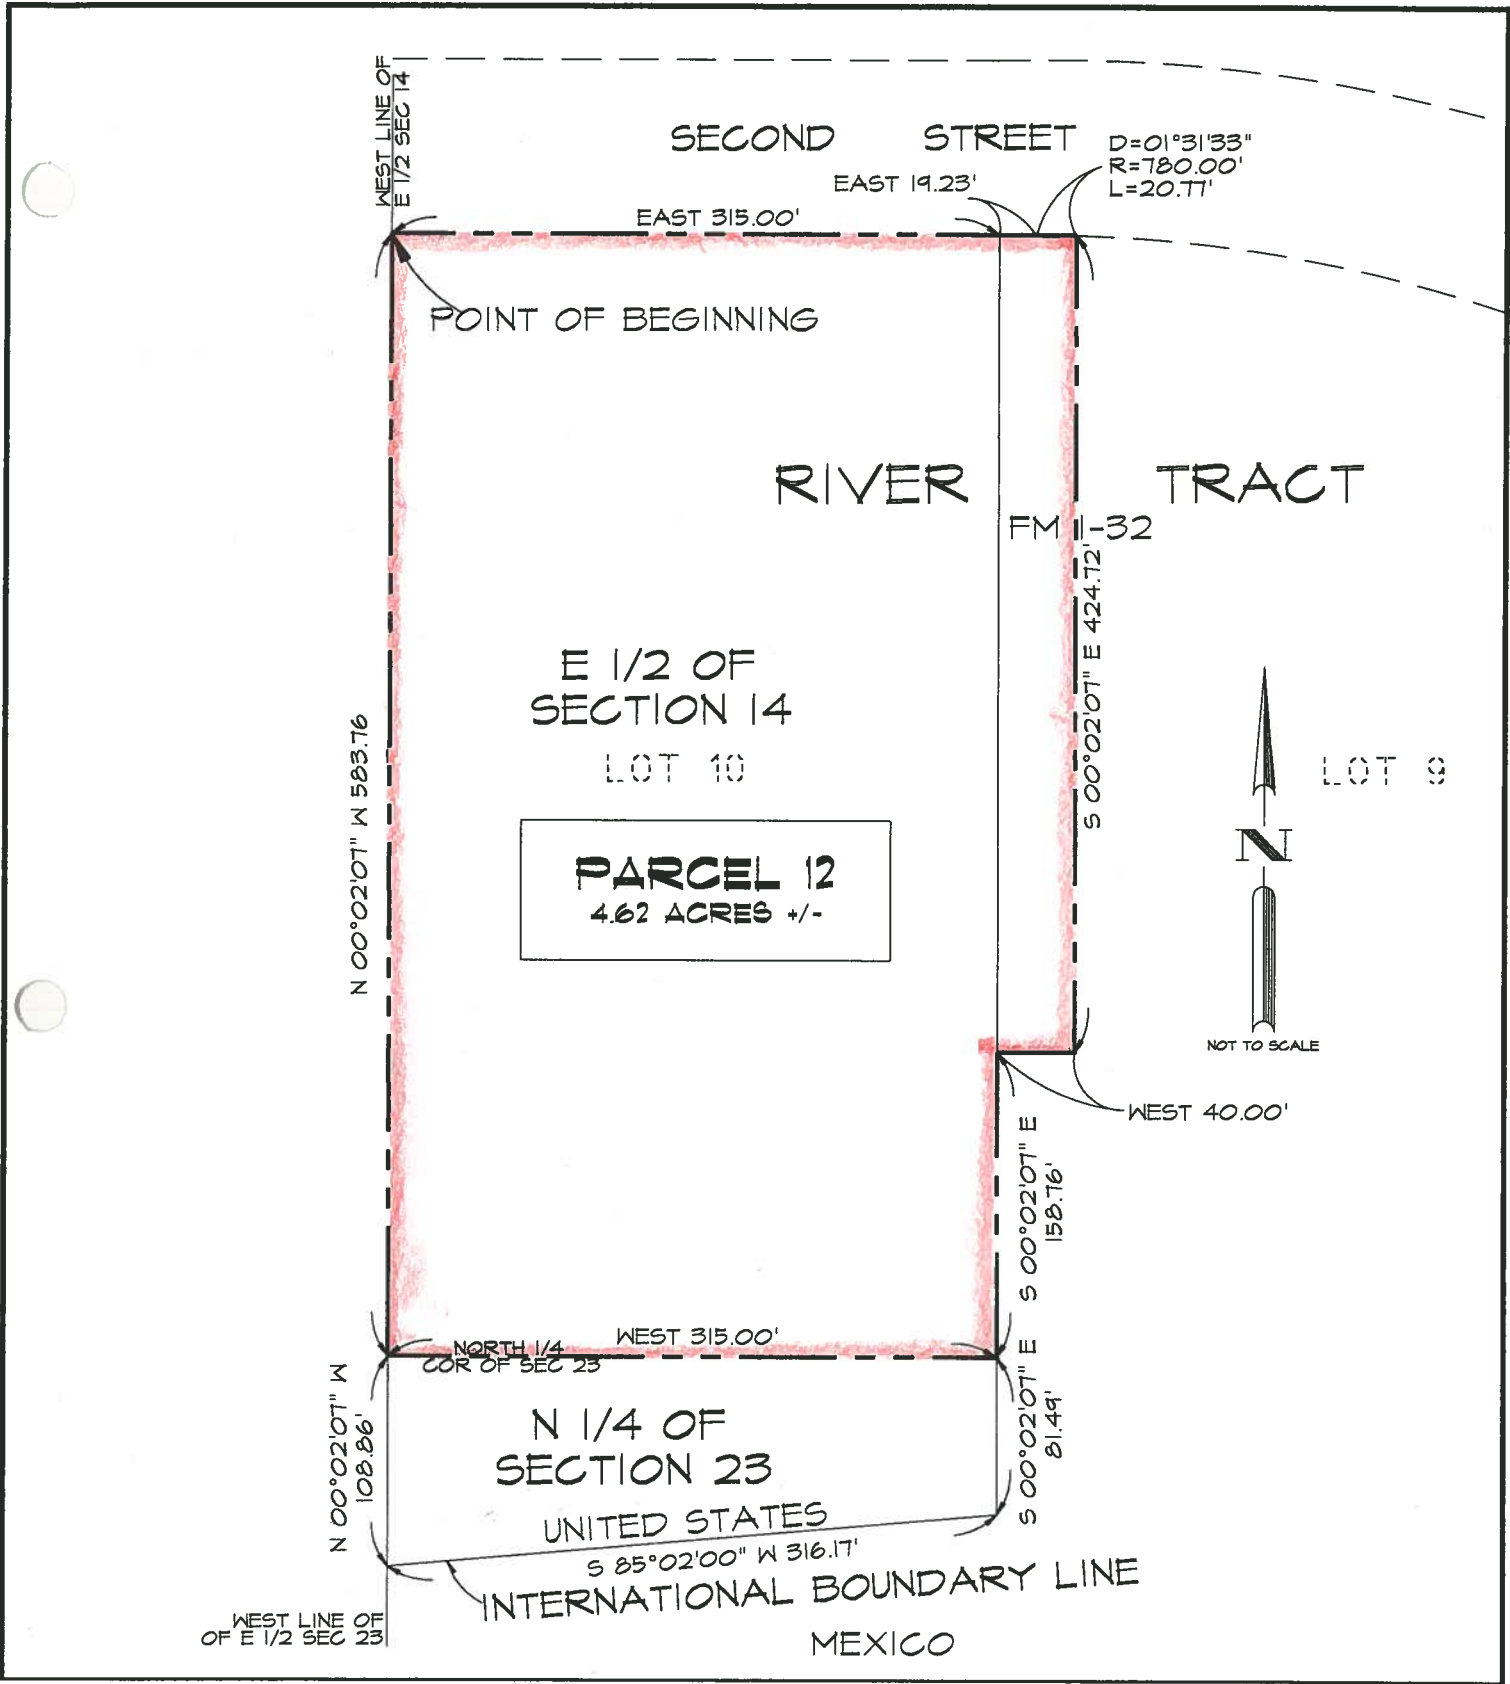 WEST LINE OF
E 1/2 SEC 14
SECOND STREET
D=01°31'33"
R=780.00'
L=20.77'
EAST 19.23'
EAST 315.00'
POINT OF BEGINNING
RIVER TRACT
FM 1-32
S 00°02'07" E 424.72'
E 1/2 OF
SECTION 14
LOT 10
LOT 9
N 00°02'07" W 583.76
PARCEL 12
4.62 ACRES +/-
N
NOT TO SCALE
WEST 40.00'
S 00°02'07" E
158.76'
WEST 315.00'
NORTH 1/4
COR OF SEC 23
N 00°02'07" W
108.86'
S 00°02'07" E
81.49'
N 1/4 OF
SECTION 23
UNITED STATES
S 85°02'00" W 316.17'
INTERNATIONAL BOUNDARY LINE
WEST LINE OF
OF E 1/2 SEC 23
MEXICO